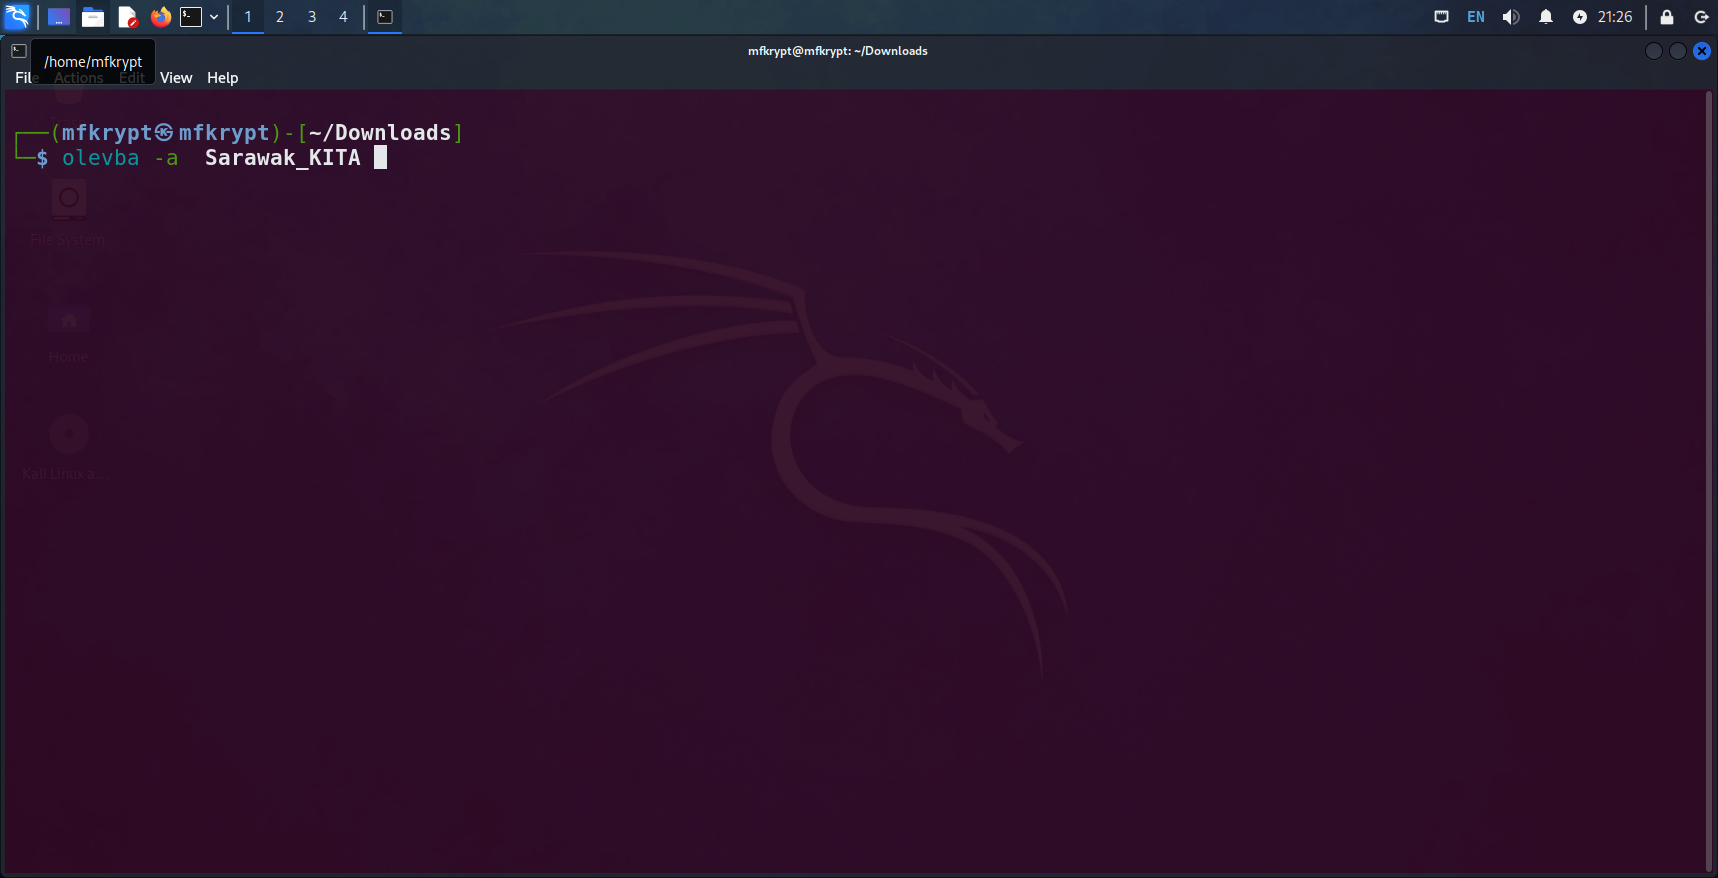 1 2 3 4
EN
21:26
mfkrypt@mfkrypt: ~/Downloads
/home/mfkrypt
File Actions Edit View Help
┌──(mfkrypt㉿mfkrypt)-[~/Downloads]
└─$ olevba -a  Sarawak_KITA
File System
Home
Kali Linux a...